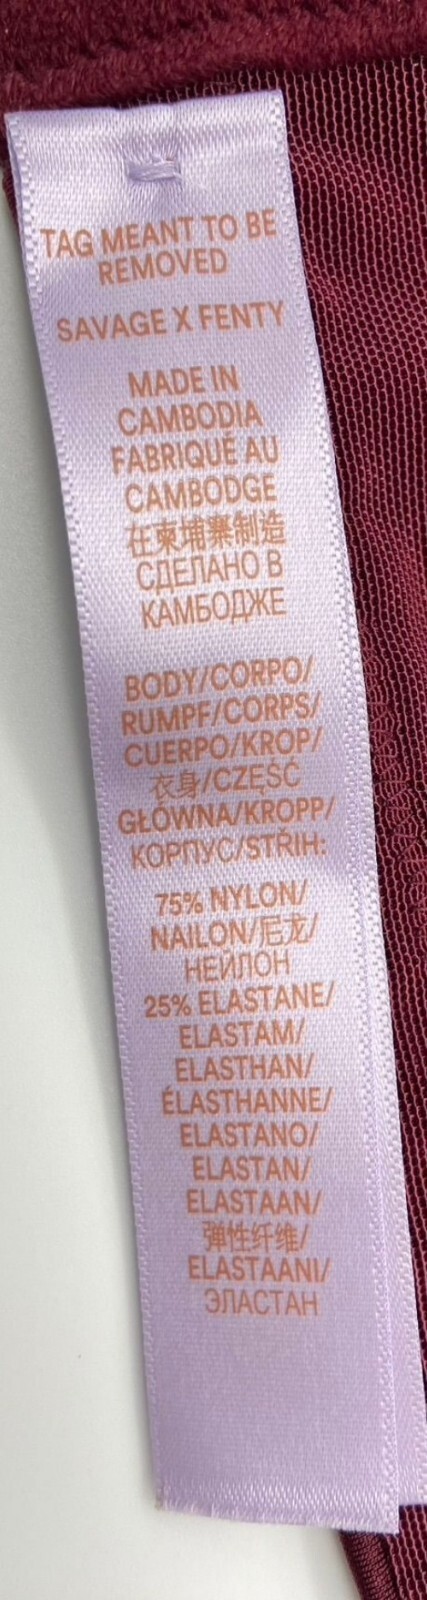 TAG MEANT TO BE
REMOVED
SAVAGE X FENTY
MADE IN
CAMBODIA
FABRIQUÉ AU
CAMBODGE
在柬埔寨制造
СДЕЛАНО В
КАМБОДЖЕ
BODY/CORPO/
RUMPF/CORPS/
CUERPO/KROP/
衣身/CZĘŚĆ
GŁÓWNA/KROPP/
КОРПУС/STŘIH:
75% NYLON/
NAILON/尼龙/
НЕЙЛОН
25% ELASTANE/
ELASTAM/
ELASTHAN/
ÉLASTHANNE/
ELASTANO/
ELASTAN/
ELASTAAN/
弹性纤维/
ELASTAANI/
ЭЛАСТАН